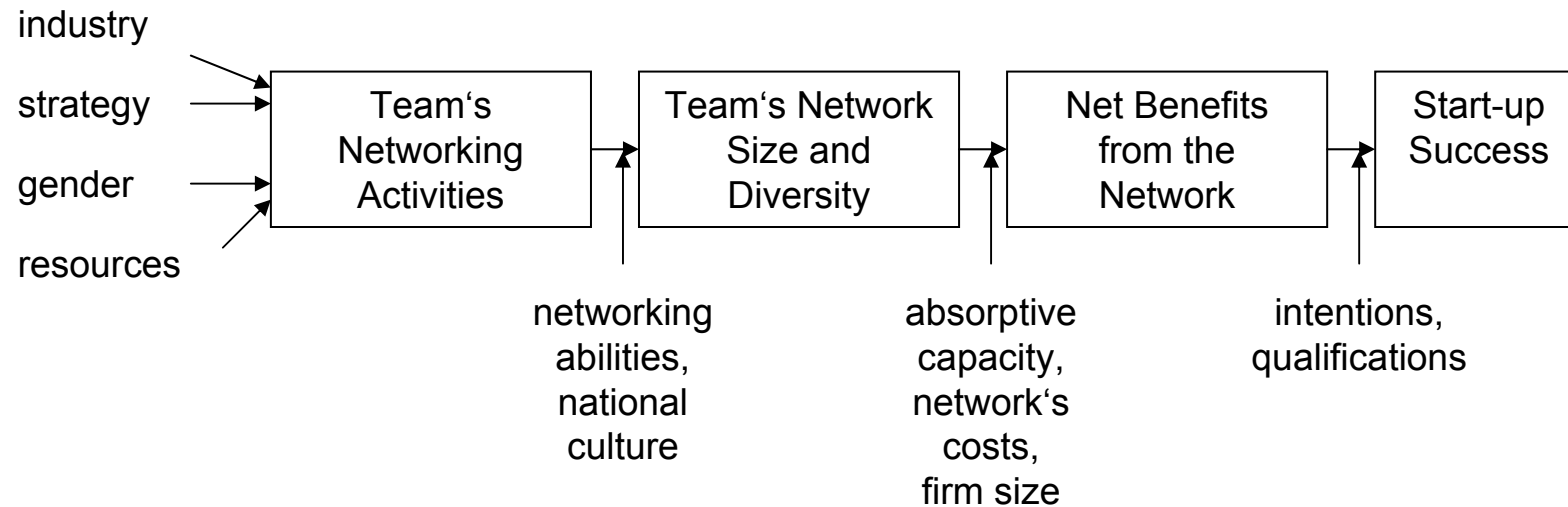 industry
strategy
gender
resources
Team‘s
Networking
Activities
Team‘s Network
Size and
Diversity
Net Benefits
from the
Network
Start-up
Success
networking
abilities,
national
culture
absorptive
capacity,
network‘s
costs,
firm size
intentions,
qualifications